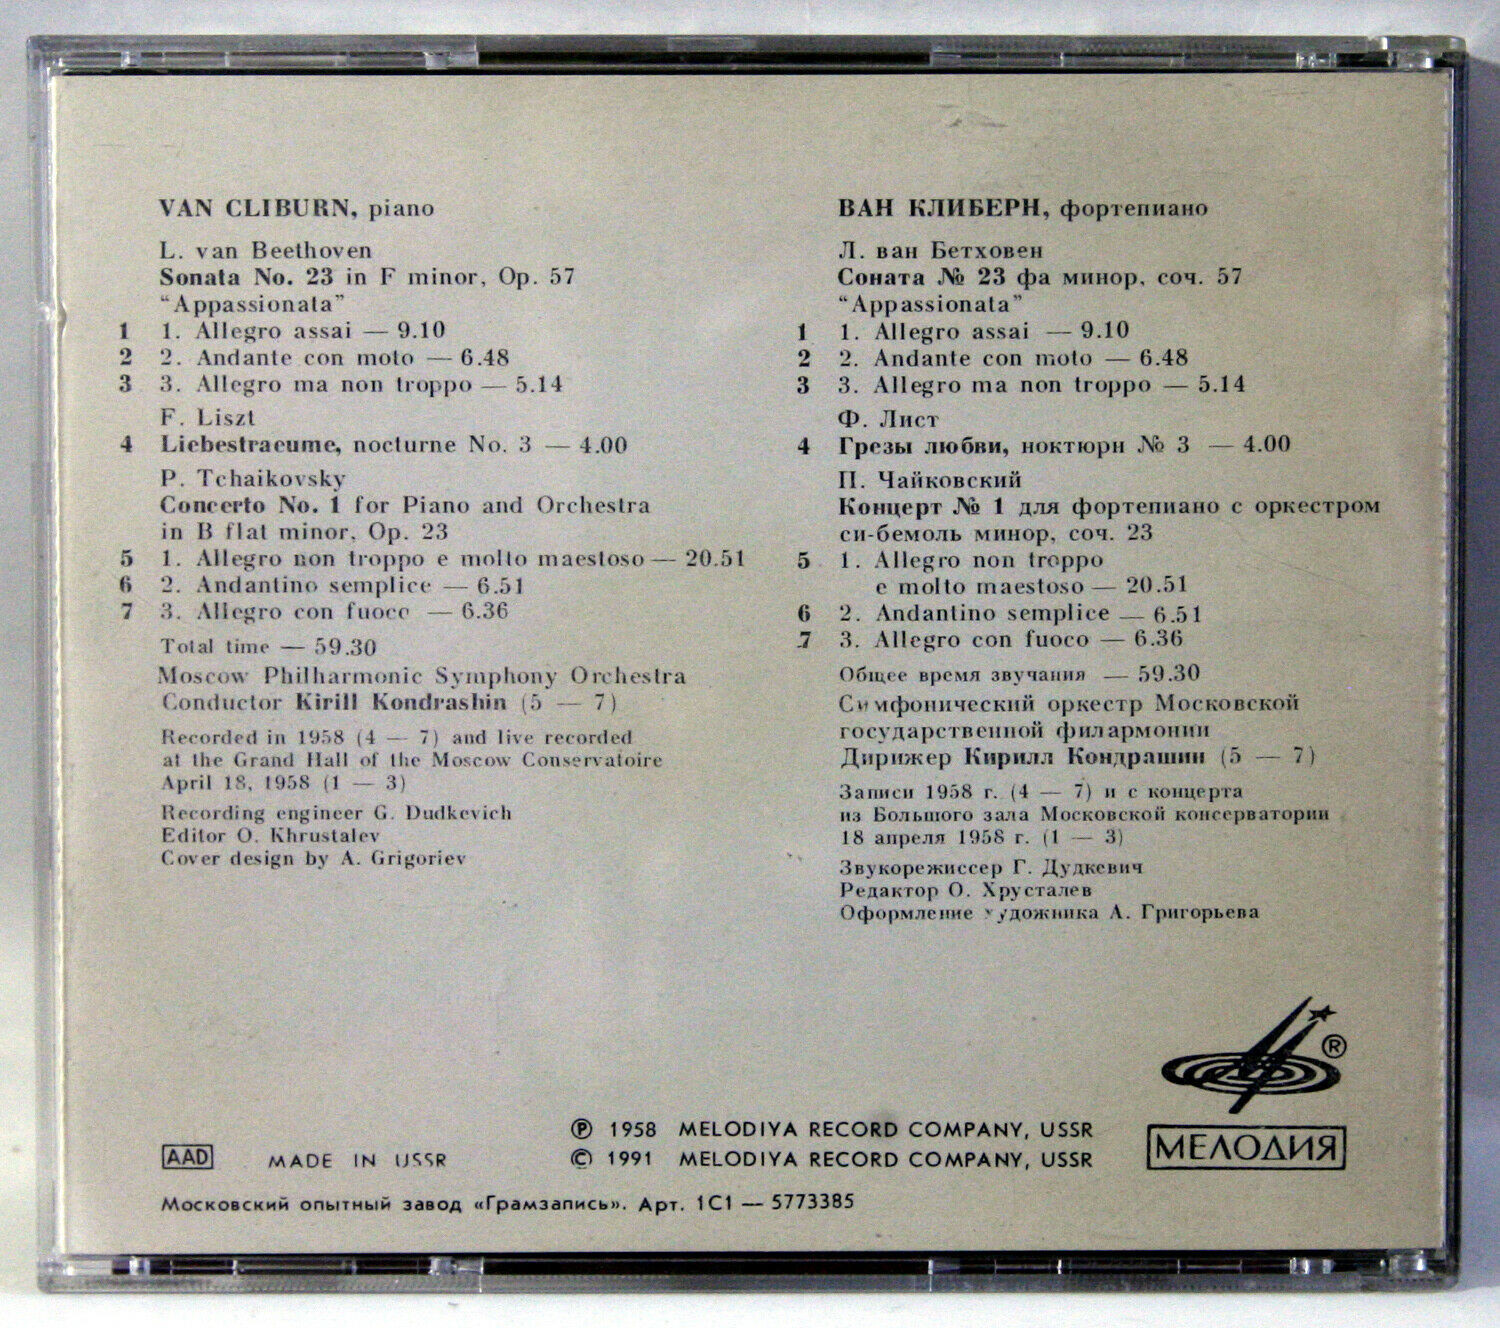 VAN CLIBURN, piano
L. van Beethoven
Sonata No. 23 in F minor, Op. 57
“Appassionata”
1 1. Allegro assai — 9.10
2 2. Andante con moto — 6.48
3 3. Allegro ma non troppo — 5.14
F. Liszt
4 Liebestraeume, nocturne No. 3 — 4.00
P. Tchaikovsky
Concerto No. 1 for Piano and Orchestra
in B flat minor, Op. 23
5 1. Allegro non troppo e molto maestoso — 20.51
6 2. Andantino semplice — 6.51
7 3. Allegro con fuoco — 6.36
Total time — 59.30
Moscow Philharmonic Symphony Orchestra
Conductor Kirill Kondrashin (5 — 7)
Recorded in 1958 (4 — 7) and live recorded
at the Grand Hall of the Moscow Conservatoire
April 18, 1958 (1 — 3)
Recording engineer G. Dudkevich
Editor O. Khrustalev
Cover design by A. Grigoriev
ВАН КЛИБЕРН, фортепиано
Л. ван Бетховен
Соната № 23 фа минор, соч. 57
“Appassionata”
1 1. Allegro assai — 9.10
2 2. Andante con moto — 6.48
3 3. Allegro ma non troppo — 5.14
Ф. Лист
4 Грезы любви, ноктюрн № 3 — 4.00
П. Чайковский
Концерт № 1 для фортепиано с оркестром
си-бемоль минор, соч. 23
5 1. Allegro non troppo
e molto maestoso — 20.51
6 2. Andantino semplice — 6.51
7 3. Allegro con fuoco — 6.36
Общее время звучания — 59.30
Симфонический оркестр Московской
государственной филармонии
Дирижер Кирилл Кондрашин (5 — 7)
Записи 1958 г. (4 — 7) и с концерта
из Большого зала Московской консерватории
18 апреля 1958 г. (1 — 3)
Звукорежиссер Г. Дудкевич
Редактор О. Хрусталев
Оформление художника А. Григорьева
®
МЕЛОДИЯ
℗ 1958 MELODIYA RECORD COMPANY, USSR
AAD MADE IN USSR © 1991 MELODIYA RECORD COMPANY, USSR
Московский опытный завод «Грамзапись». Арт. 1С1 — 5773385